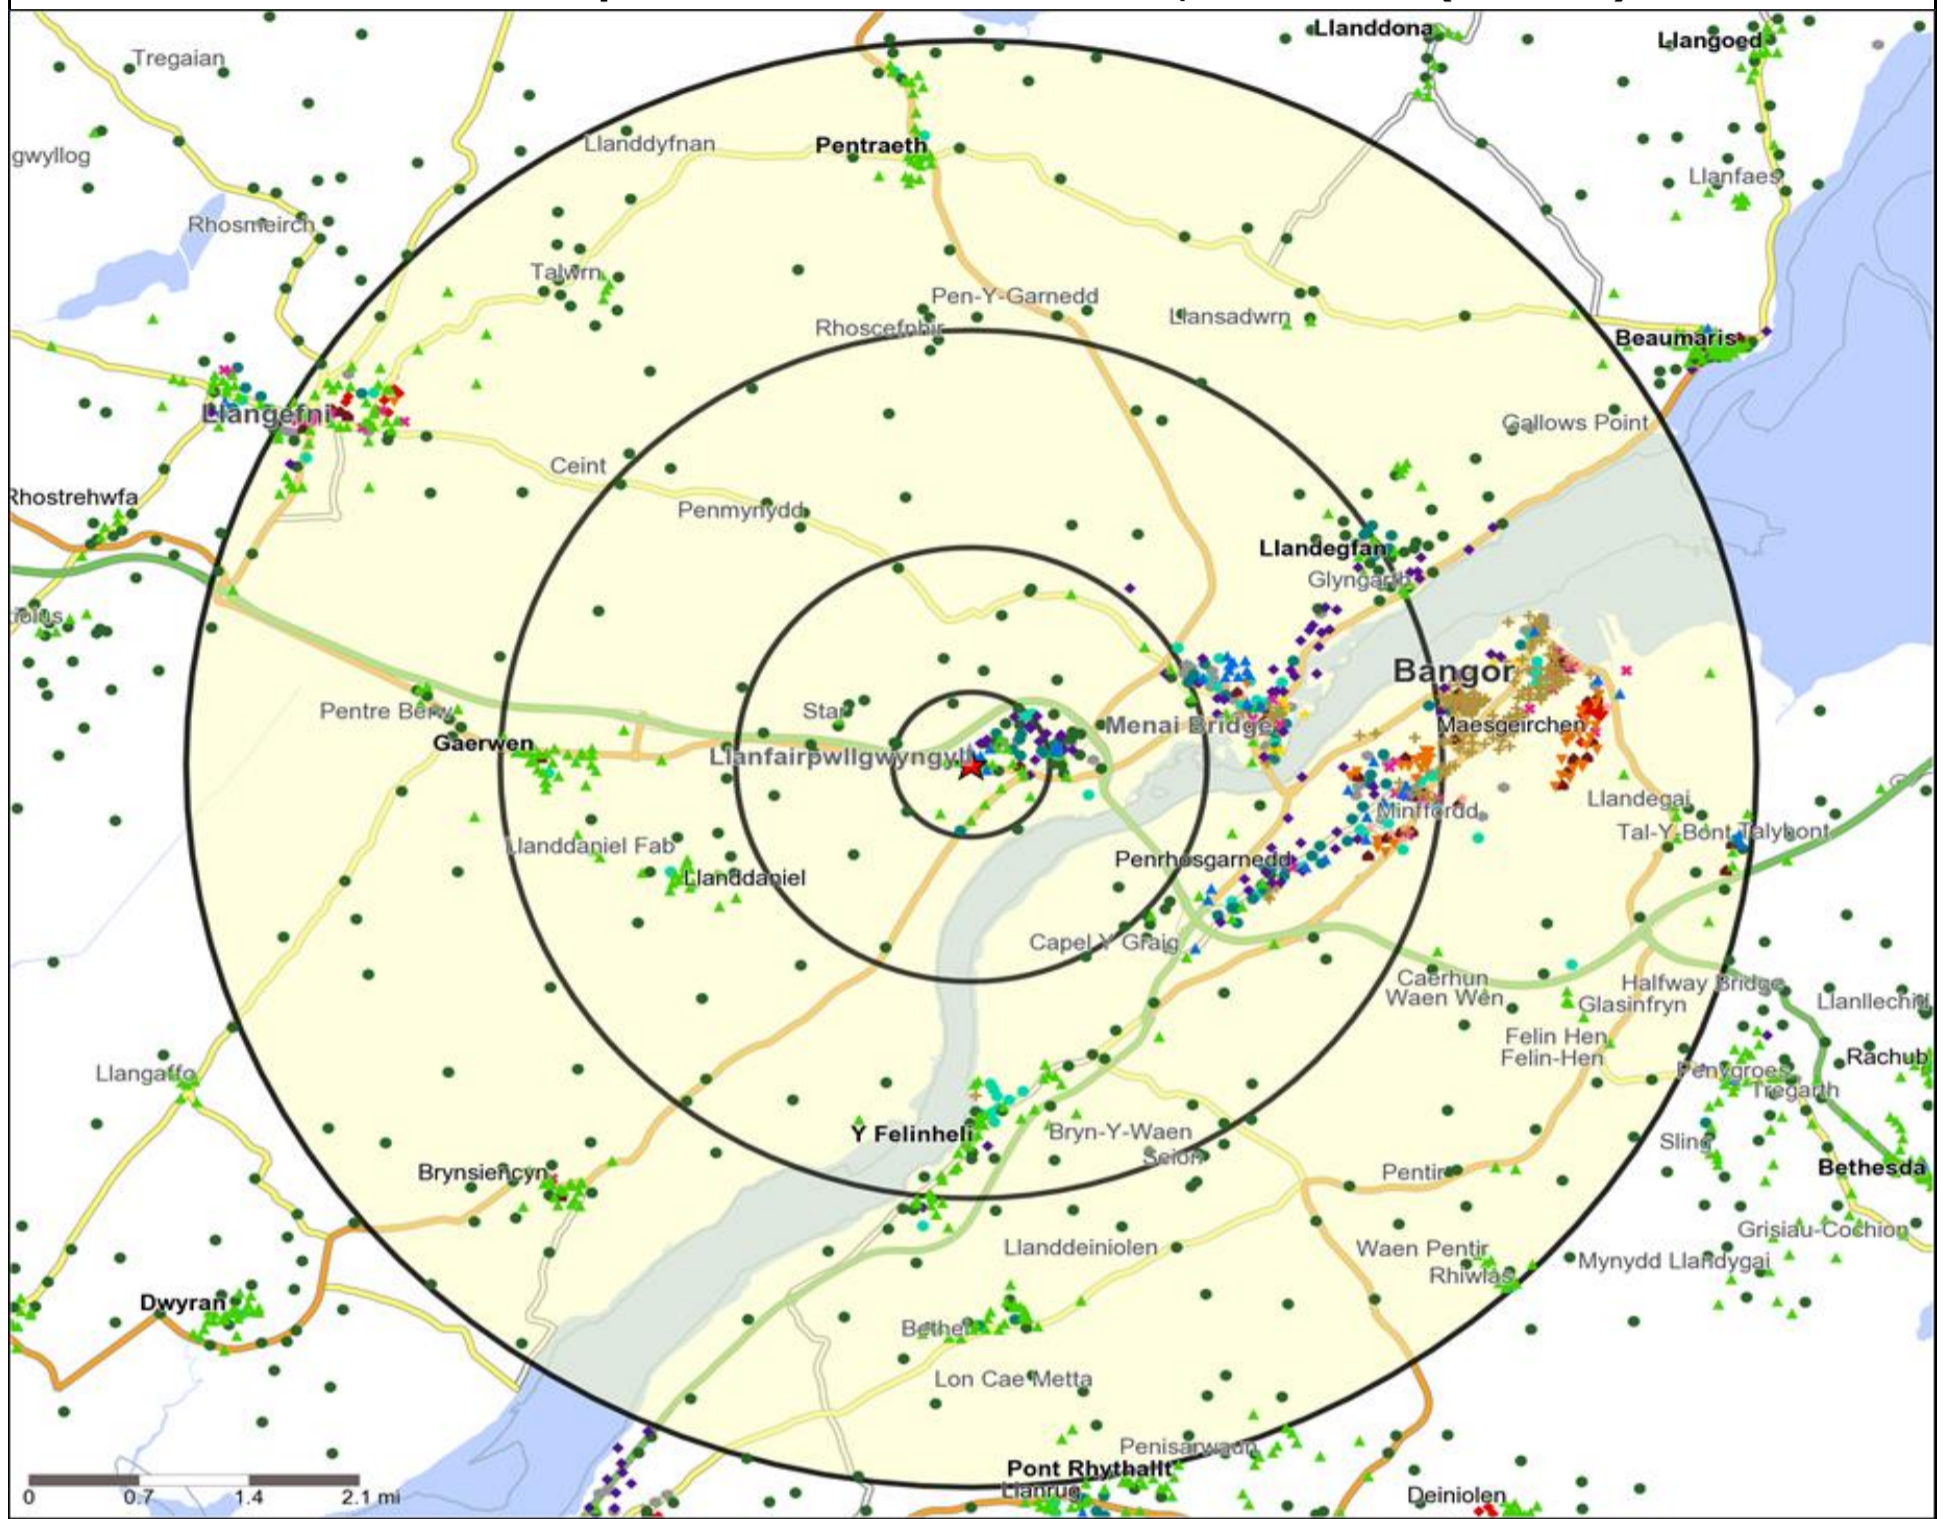 Llanddona
Llangoed
Tregaian
Llanddyfnan
Pentraeth
gwyllog
Llanfaes
Rhosmeirch
Talwrn
Pen-Y-Garnedd
Llansadwrn
Rhoscefnhir
Beaumaris
Llangefni
Gallows Point
Ceint
Rhostrehwfa
Penmynydd
Llandegfan
Glyngarth
Bangor
Star
Pentre Berw
Menai Bridge
Maesgeirchen
Gaerwen
Llanfairpwllgwyngyll
Llandegai
Minffordd
Tal-Y-Bont Talybont
Llanddaniel Fab
Penrhosgarnedd
Llanddaniel
Capel Y Graig
Caerhun
Waen Wen
Halfway Bridge
Glasinfryn
Llanllechid
Felin Hen
Felin-Hen
Rachub
Llangaffo
Penygroes
Tregarth
Y Felinheli
Bryn-Y-Waen
Seion
Sling
Brynsiencyn
Pentir
Bethesda
Grisiau-Cochion
Llanddeiniolen
Waen Pentir
Mynydd Llandygai
Rhiwlas
Dwyran
Bethel
Lon Cae Metta
Penisarwaun
Pont Rhythallt
Llanrug
Deiniolen
0 0.7 1.4 2.1 mi